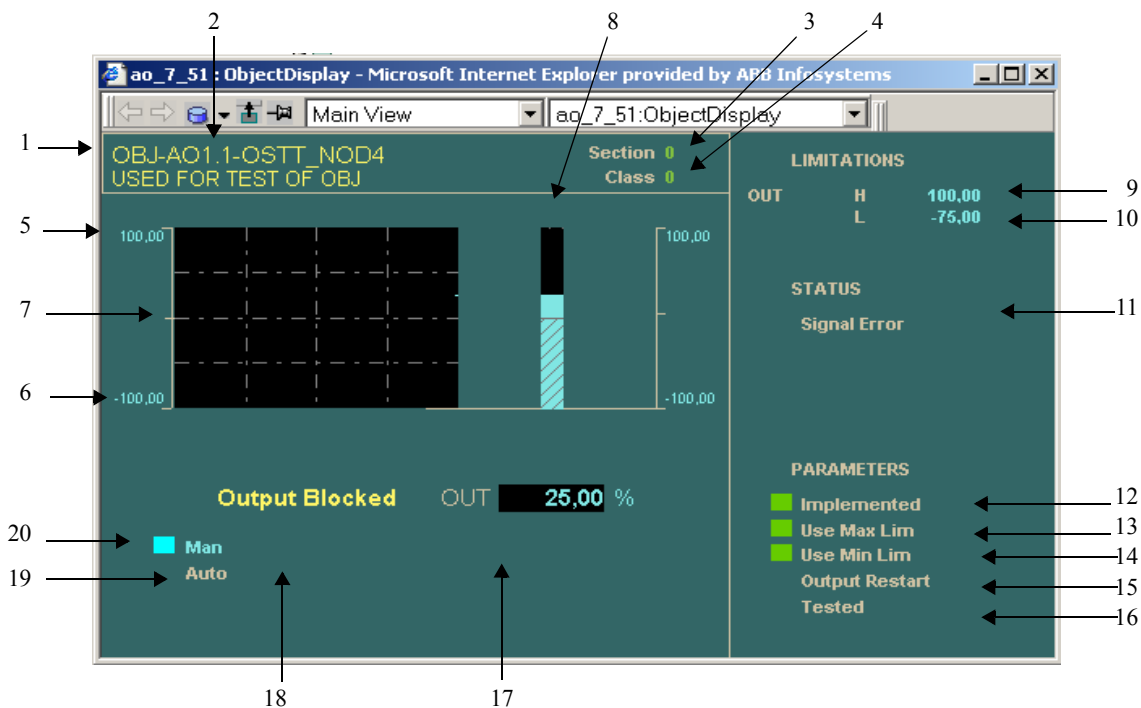 2 8 3 4
ao_7_51 : ObjectDisplay - Microsoft Internet Explorer provided by ABB Infosystems
Main View ao_7_51:ObjectDisplay
1
OBJ-AO1.1-OSTT_NOD4
USED FOR TEST OF OBJ
Section 0
Class 0
LIMITATIONS
OUT H 100,00 9
L -75,00 10
5 100,00 100,00
STATUS
7
Signal Error 11
6 -100,00 -100,00
PARAMETERS
Output Blocked OUT 25,00 %
Implemented 12
Use Max Lim 13
Use Min Lim 14
Output Restart 15
Tested 16
20 Man
19 Auto
18 17